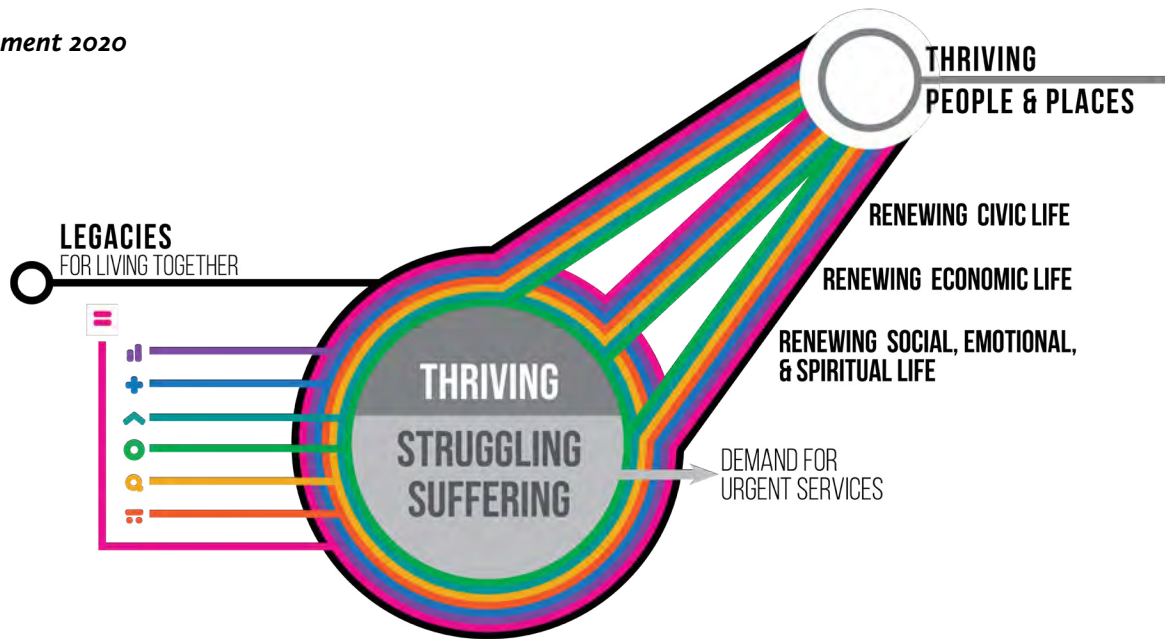 ment 2020
THRIVING
PEOPLE & PLACES
RENEWING CIVIC LIFE
LEGACIES
FOR LIVING TOGETHER
RENEWING ECONOMIC LIFE
RENEWING SOCIAL, EMOTIONAL,
& SPIRITUAL LIFE
THRIVING
STRUGGLING
SUFFERING
DEMAND FOR
URGENT SERVICES